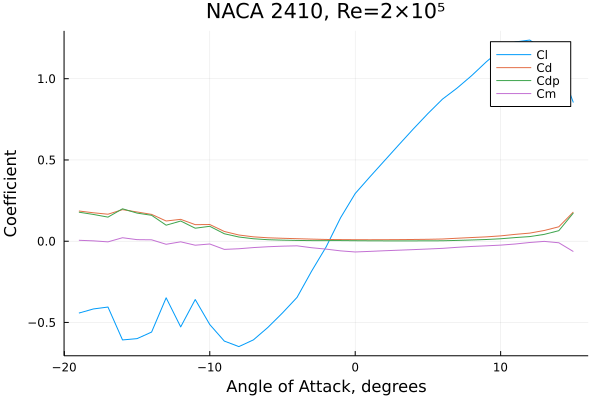 NACA 2410, Re=2×10⁵
Coefficient
1.0
0.5
0.0
−0.5
−20
−10
0
10
Angle of Attack, degrees
Cl
Cd
Cdp
Cm